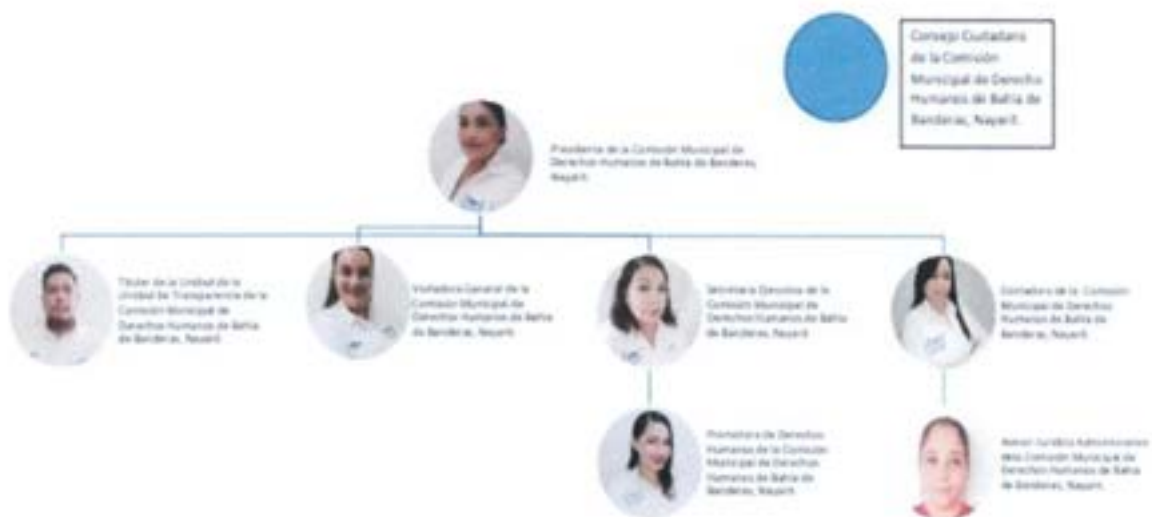 Consejo Ciudadano
de la Comisión
Municipal de Derecho
Humanos de Bahía de
Banderas, Nayarit.
Presidenta de la Comisión Municipal de
Derechos Humanos de Bahía de Banderas,
Nayarit.
Titular de la Unidad de la
Unidad de Transparencia de la
Comisión Municipal de
Derechos Humanos de Bahía
de Banderas, Nayarit
Visitadora General de la
Comisión Municipal de
Derechos Humanos de Bahía
de Banderas, Nayarit
Secretaria Ejecutiva de la
Comisión Municipal de
Derechos Humanos de Bahía
de Banderas, Nayarit
Contadora de la Comisión
Municipal de Derechos
Humanos de Bahía de
Banderas, Nayarit
Promotora de Derechos
Humanos de la Comisión
Municipal de Derechos
Humanos de Bahía de
Banderas, Nayarit
Jurídico Administrativo
Comisión Municipal de
Derechos Humanos de Bahía
de Banderas, Nayarit.